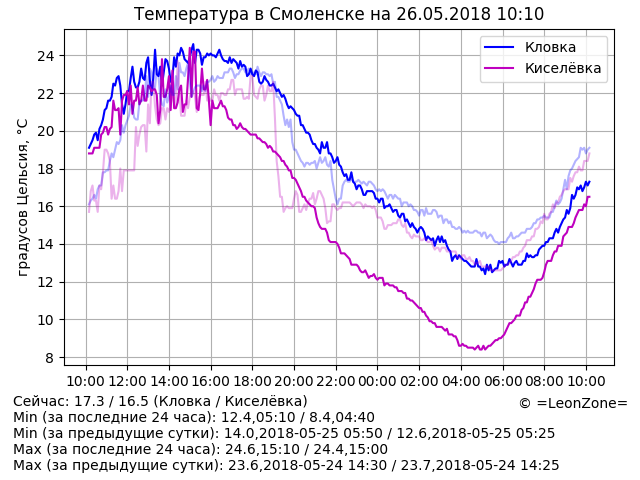 Температура в Смоленске на 26.05.2018 10:10
Кловка
Киселёвка
градусов Цельсия, °C
24
22
20
18
16
14
12
10
8
10:00 12:00 14:00 16:00 18:00 20:00 22:00 00:00 02:00 04:00 06:00 08:00 10:00
Сейчас: 17.3 / 16.5 (Кловка / Киселёвка)
© =LeonZone=
Min (за последние 24 часа): 12.4,05:10 / 8.4,04:40
Min (за предыдущие сутки): 14.0,2018-05-25 05:50 / 12.6,2018-05-25 05:25
Max (за последние 24 часа): 24.6,15:10 / 24.4,15:00
Max (за предыдущие сутки): 23.6,2018-05-24 14:30 / 23.7,2018-05-24 14:25